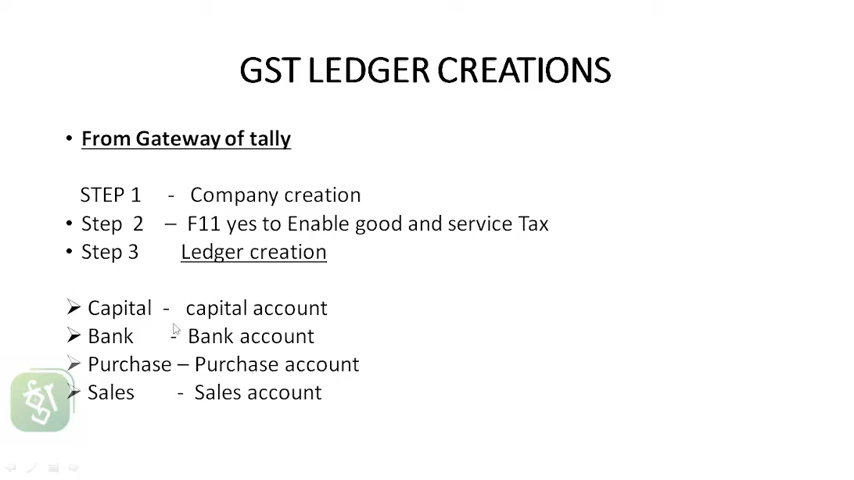 GST LEDGER CREATIONS
• From Gateway of tally
STEP 1 - Company creation
• Step 2 – F11 yes to Enable good and service Tax
• Step 3 Ledger creation
➢ Capital - capital account
➢ Bank - Bank account
➢ Purchase – Purchase account
➢ Sales - Sales account